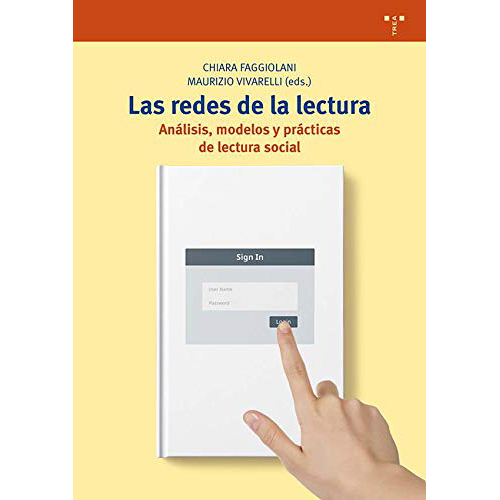 TREA
CHIARA FAGGIOLANI
MAURIZIO VIVARELLI (eds.)
Las redes de la lectura
Análisis, modelos y prácticas
de lectura social
Sign In
User Name
Password
Login